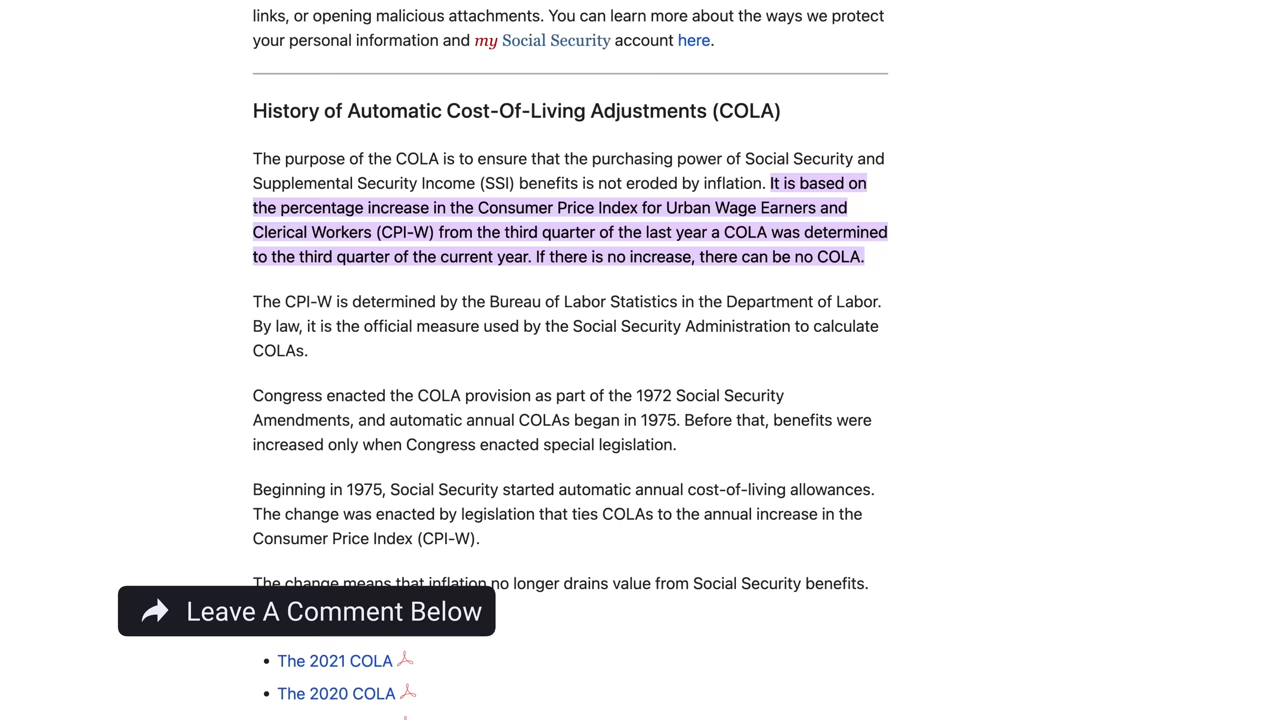 links, or opening malicious attachments. You can learn more about the ways we protect
your personal information and my Social Security account here.
History of Automatic Cost-Of-Living Adjustments (COLA)
The purpose of the COLA is to ensure that the purchasing power of Social Security and
Supplemental Security Income (SSI) benefits is not eroded by inflation. It is based on
the percentage increase in the Consumer Price Index for Urban Wage Earners and
Clerical Workers (CPI-W) from the third quarter of the last year a COLA was determined
to the third quarter of the current year. If there is no increase, there can be no COLA.
The CPI-W is determined by the Bureau of Labor Statistics in the Department of Labor.
By law, it is the official measure used by the Social Security Administration to calculate
COLAs.
Congress enacted the COLA provision as part of the 1972 Social Security
Amendments, and automatic annual COLAs began in 1975. Before that, benefits were
increased only when Congress enacted special legislation.
Beginning in 1975, Social Security started automatic annual cost-of-living allowances.
The change was enacted by legislation that ties COLAs to the annual increase in the
Consumer Price Index (CPI-W).
The change means that inflation no longer drains value from Social Security benefits.
Leave A Comment Below
• The 2021 COLA
• The 2020 COLA